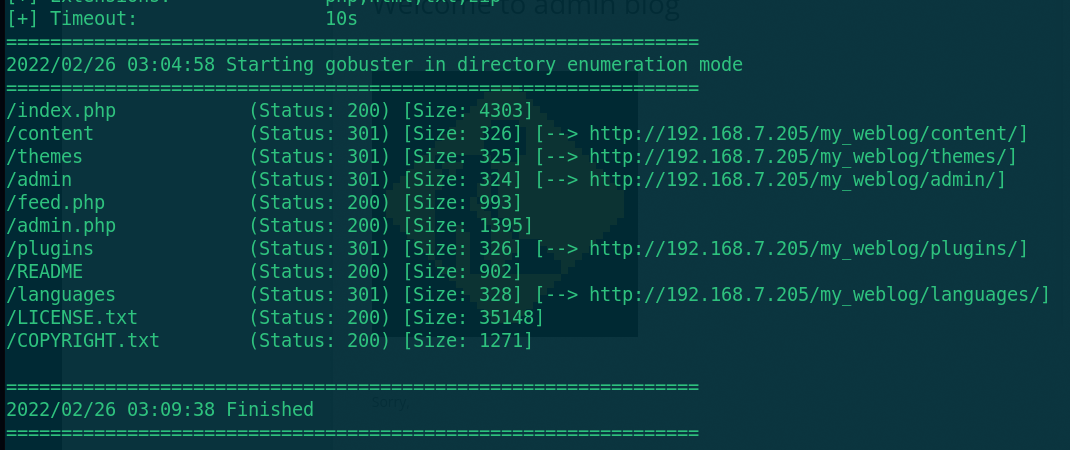 Welcome to admin blog
[+] Extensions: php,html,txt,zip
[+] Timeout: 10s
===============================================================
2022/02/26 03:04:58 Starting gobuster in directory enumeration mode
===============================================================
/index.php (Status: 200) [Size: 4303]
/content (Status: 301) [Size: 326] [--> http://192.168.7.205/my_weblog/content/]
/themes (Status: 301) [Size: 325] [--> http://192.168.7.205/my_weblog/themes/]
/admin (Status: 301) [Size: 324] [--> http://192.168.7.205/my_weblog/admin/]
/feed.php (Status: 200) [Size: 993]
/admin.php (Status: 200) [Size: 1395]
/plugins (Status: 301) [Size: 326] [--> http://192.168.7.205/my_weblog/plugins/]
/README (Status: 200) [Size: 902]
/languages (Status: 301) [Size: 328] [--> http://192.168.7.205/my_weblog/languages/]
/LICENSE.txt (Status: 200) [Size: 35148]
/COPYRIGHT.txt (Status: 200) [Size: 1271]
===============================================================
Sorry
2022/02/26 03:09:38 Finished
===============================================================